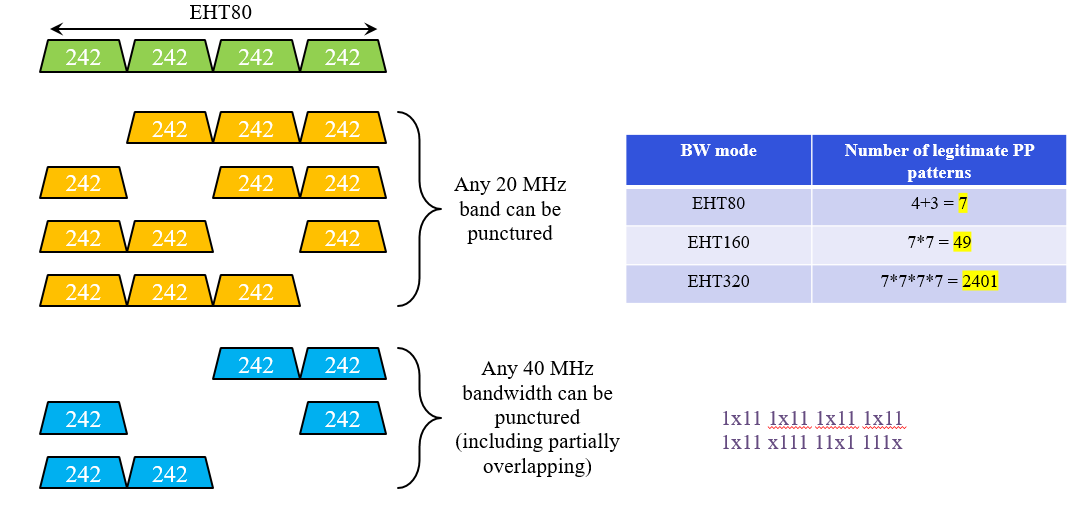 EHT80
242 242 242 242
242 242 242
242 242 242
242 242 242
242 242 242
Any 20 MHz
band can be
punctured
242 242
242 242
242 242
Any 40 MHz
bandwidth can be
punctured
(including partially
overlapping)
BW mode Number of legitimate PP
patterns
EHT80 4+3 = 7
EHT160 7*7 = 49
EHT320 7*7*7*7 = 2401
1x11 1x11 1x11 1x11
1x11 x111 11x1 111x